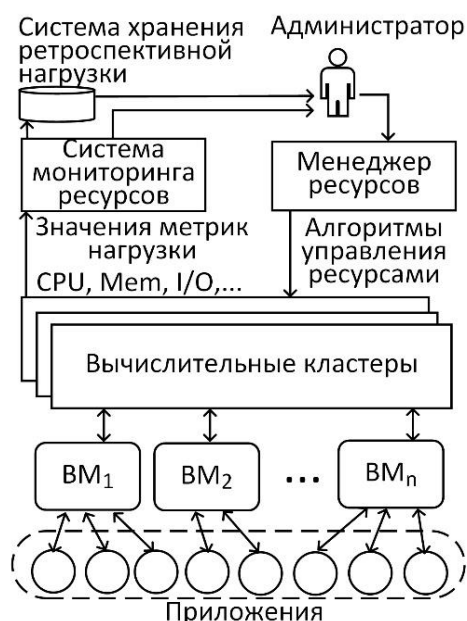 Система хранения
ретроспективной
нагрузки
Администратор
Система
мониторинга
ресурсов
Менеджер
ресурсов
Значения метрик
нагрузки
CPU, Mem, I/O,...
Алгоритмы
управления
ресурсами
Вычислительные кластеры
ВМ1
ВМ2
...
ВМn
Приложения